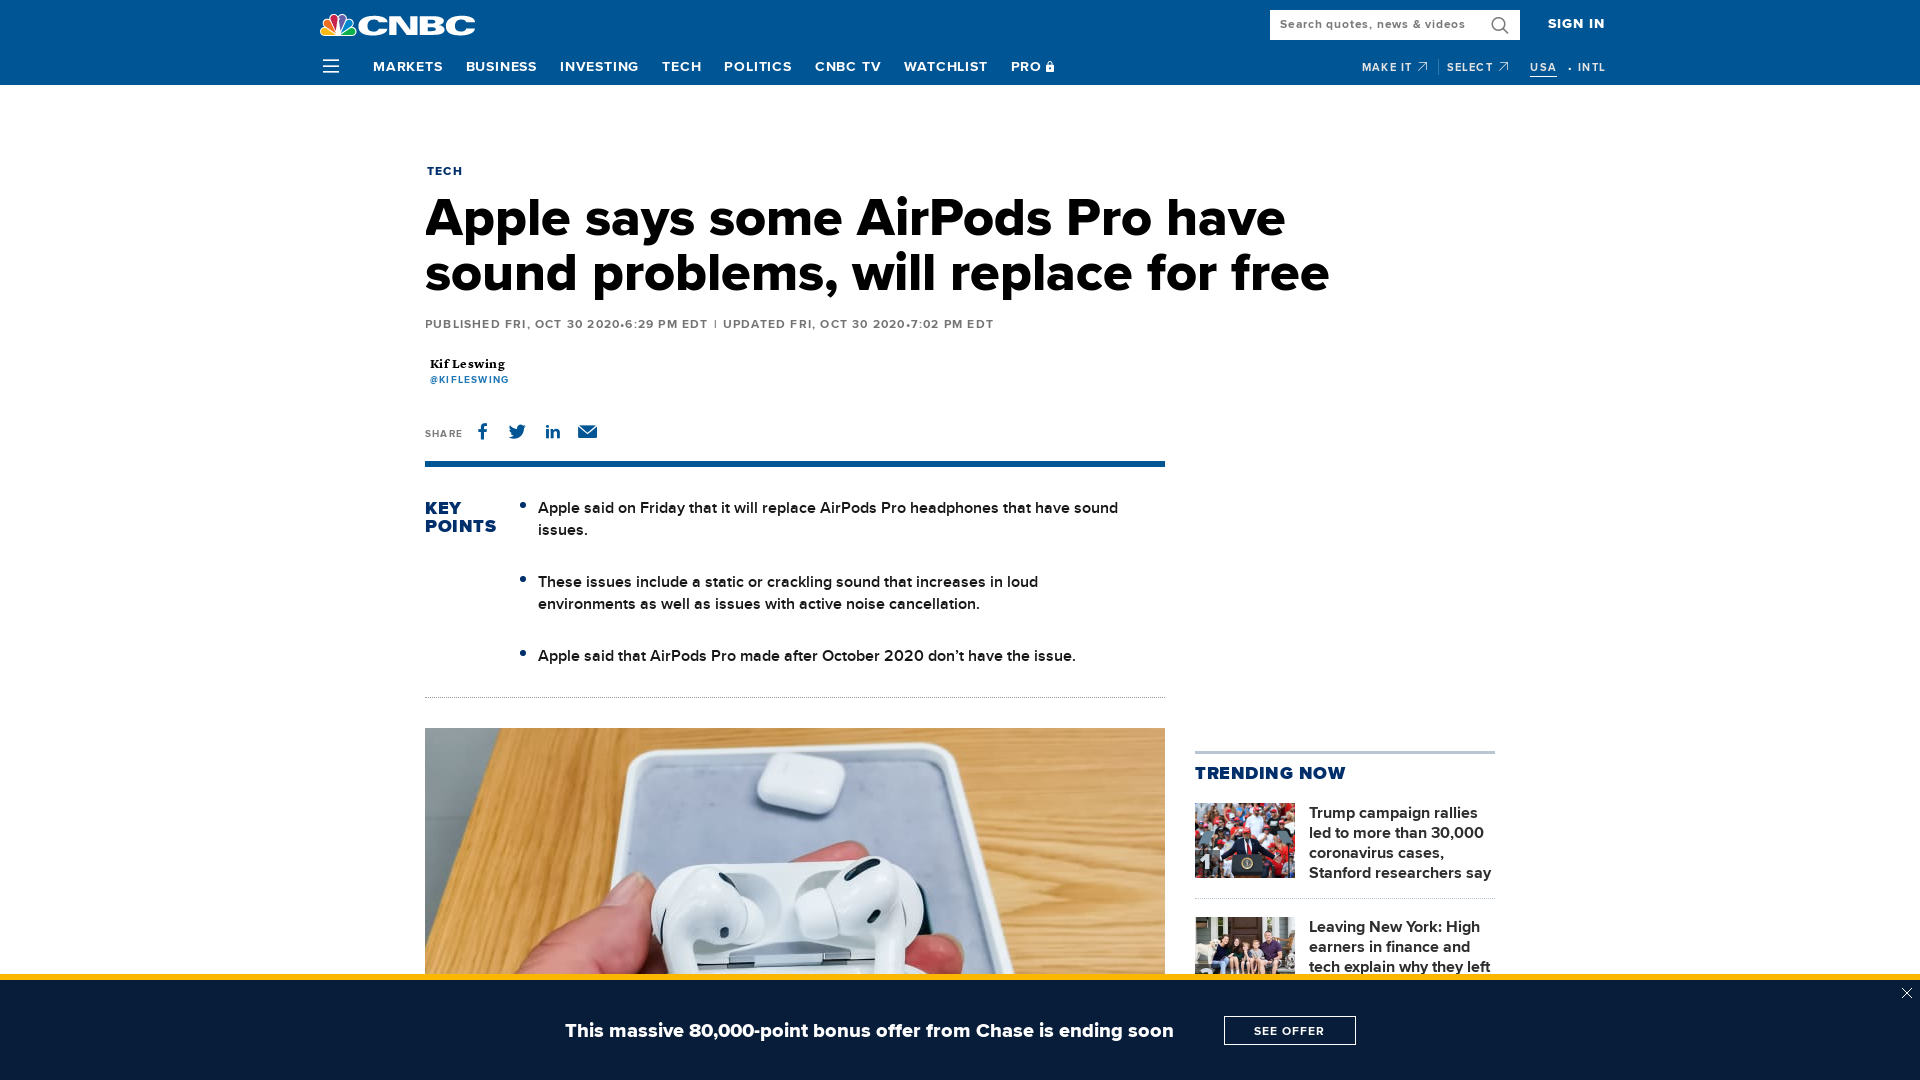 CNBC
Search quotes, news & videos
SIGN IN
MARKETS BUSINESS INVESTING TECH POLITICS CNBC TV WATCHLIST PRO
MAKE IT SELECT USA • INTL
TECH
Apple says some AirPods Pro have
sound problems, will replace for free
PUBLISHED FRI, OCT 30 2020•6:29 PM EDT | UPDATED FRI, OCT 30 2020•7:02 PM EDT
Kif Leswing
@KIFLESWING
SHARE
KEY
POINTS
Apple said on Friday that it will replace AirPods Pro headphones that have sound
issues.
These issues include a static or crackling sound that increases in loud
environments as well as issues with active noise cancellation.
Apple said that AirPods Pro made after October 2020 don’t have the issue.
TRENDING NOW
1
Trump campaign rallies
led to more than 30,000
coronavirus cases,
Stanford researchers say
Leaving New York: High
earners in finance and
tech explain why they left
This massive 80,000-point bonus offer from Chase is ending soon
SEE OFFER